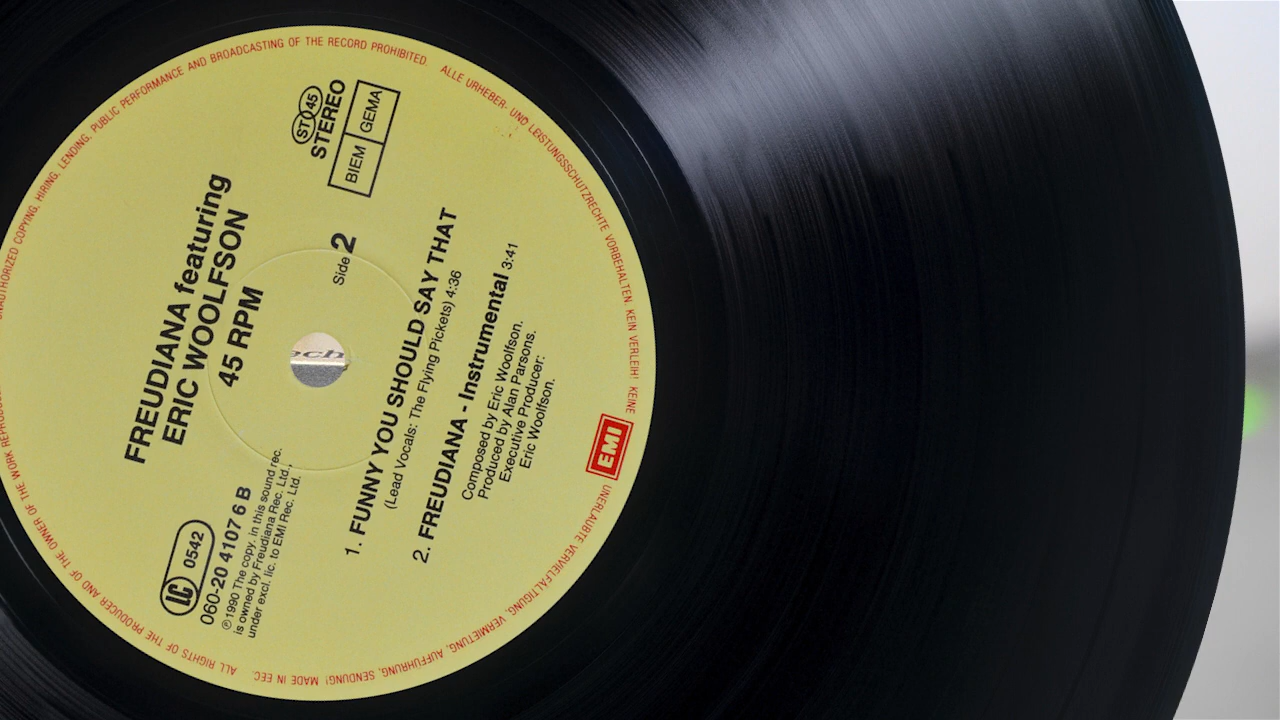 FREUDIANA featuring
ERIC WOOLFSON
45 RPM
ST 45
STEREO
BIEM GEMA
Side 2
LC 0542
060-20 4107 6 B
℗ 1990 The copy. in this sound rec.
is owned by Freudiana Rec. Ltd.,
under excl. lic. to EMI Rec. Ltd.
1. FUNNY YOU SHOULD SAY THAT
(Lead Vocals: The Flying Pickets) 4:36
2. FREUDIANA - Instrumental 3:41
Composed by Eric Woolfson.
Produced by Alan Parsons.
Executive Producer:
Eric Woolfson.
EMI
ALL RIGHTS OF THE PRODUCER AND OF THE OWNER OF THE WORK COPYING, HIRING, LENDING, PUBLIC PERFORMANCE AND BROADCASTING OF THE RECORD PROHIBITED.
ALLE URHEBER- UND LEISTUNGSSCHUTZRECHTE VORBEHALTEN. KEIN VERLEIH! KEINE UNERLAUBTE VERVIELFÄLTIGUNG, VERMIETUNG, AUFFÜHRUNG, SENDUNG! MADE IN EEC.